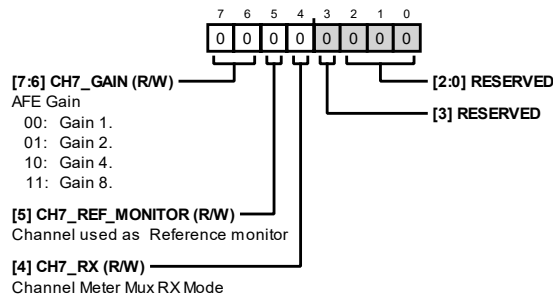 7 6 5 4 3 2 1 0
0 0 0 0 0 0 0 0
[7:6] CH7_GAIN (R/W)
AFE Gain
00: Gain 1.
01: Gain 2.
10: Gain 4.
11: Gain 8.
[5] CH7_REF_MONITOR (R/W)
Channel used as Reference monitor
[4] CH7_RX (R/W)
Channel Meter Mux RX Mode
[2:0] RESERVED
[3] RESERVED